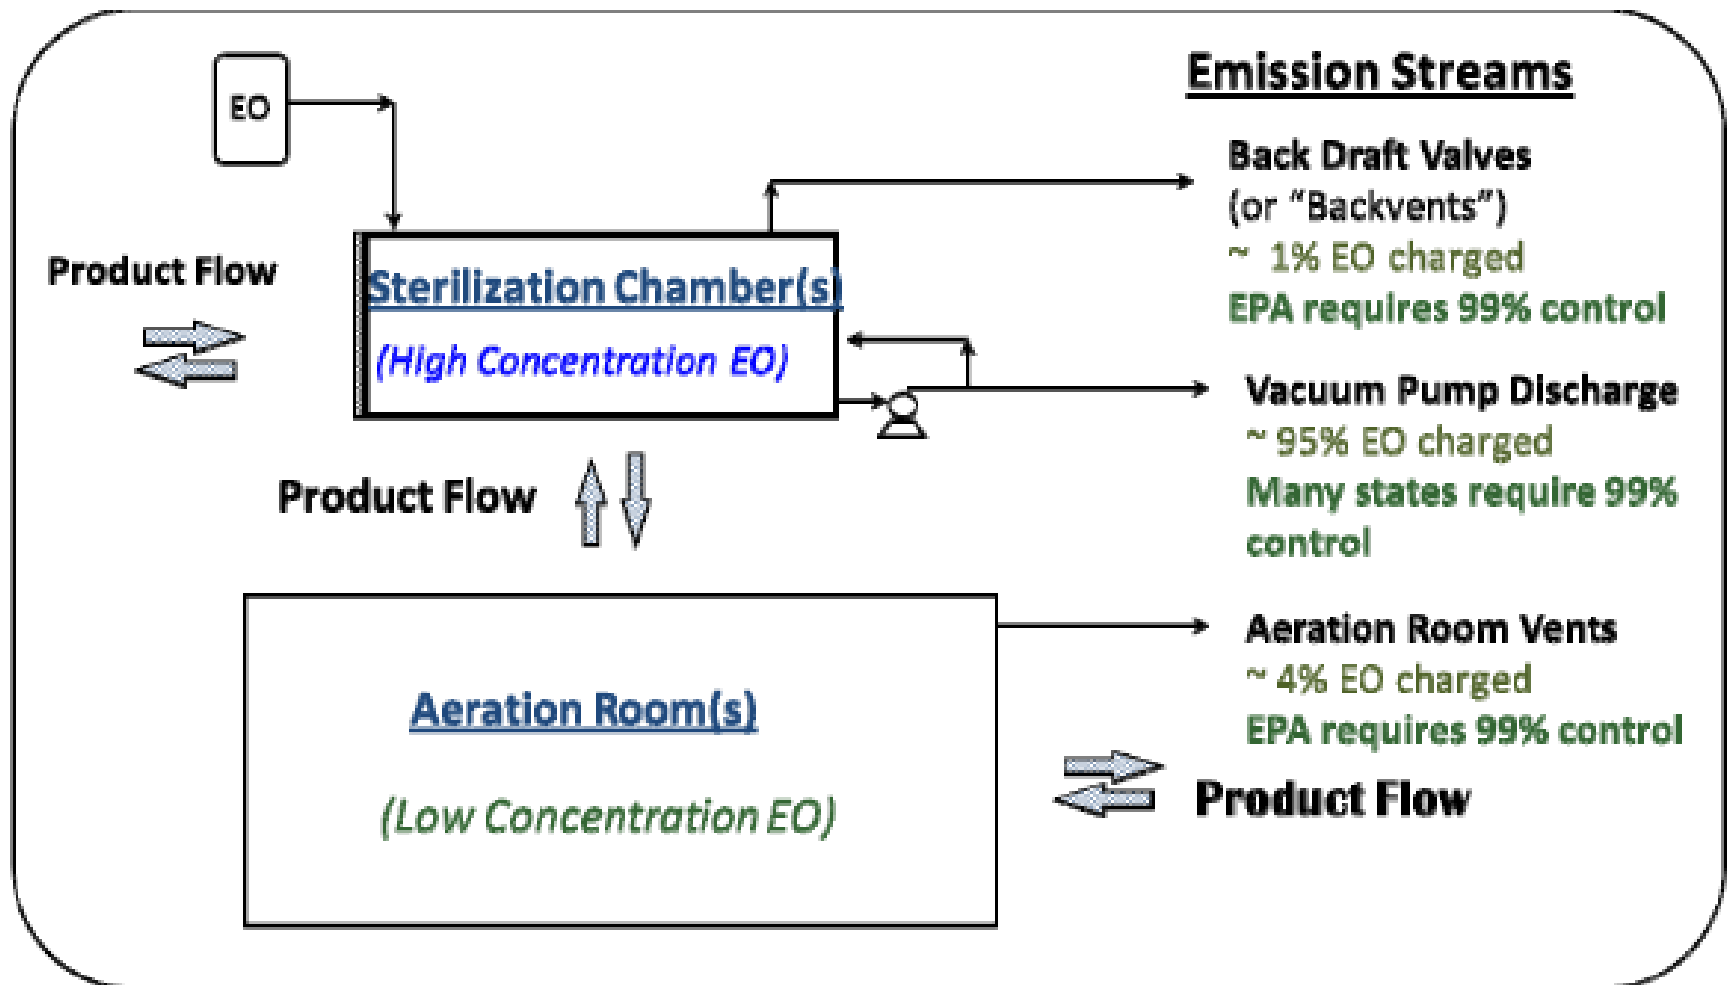 EO
Product Flow
Sterilization Chamber(s)
(High Concentration EO)
Product Flow
Aeration Room(s)
(Low Concentration EO)
Emission Streams
Back Draft Valves
(or “Backvents”)
~ 1% EO charged
EPA requires 99% control
Vacuum Pump Discharge
~ 95% EO charged
Many states require 99%
control
Aeration Room Vents
~ 4% EO charged
EPA requires 99% control
Product Flow